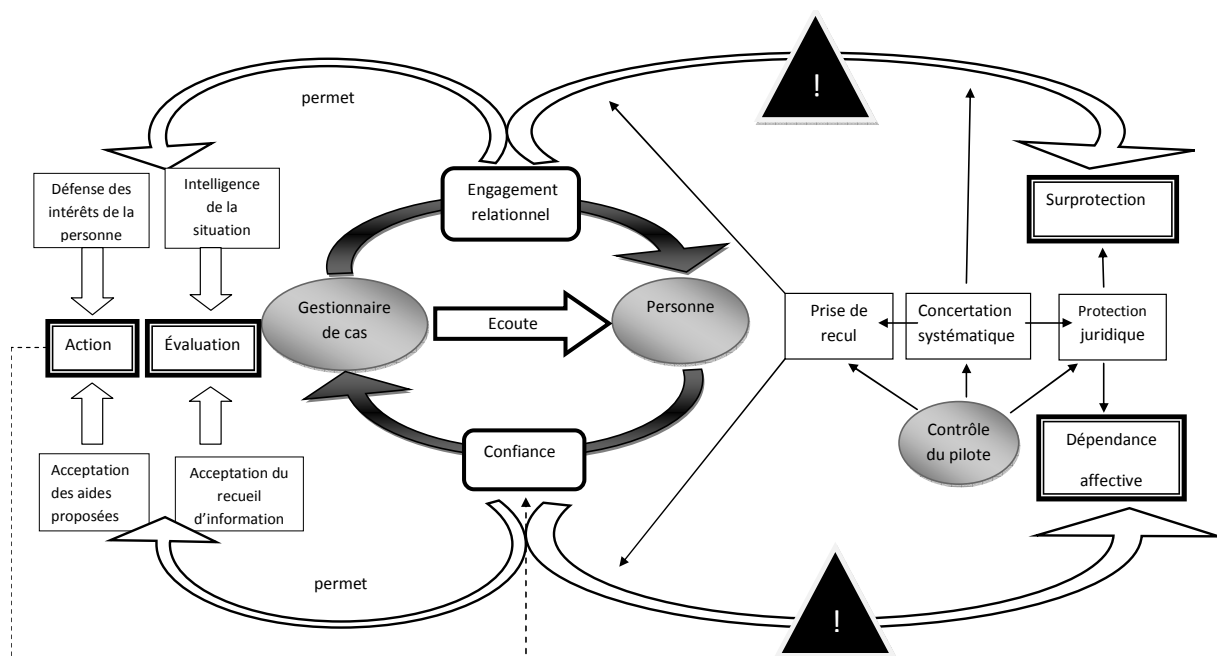 !
permet
Engagement
relationnel
Défense des
intérêts de la
personne
Intelligence
de la
situation
Surprotection
Gestionnaire
de cas
Ecoute
Personne
Prise de
recul
Concertation
systématique
Protection
juridique
Action
Évaluation
Contrôle
du pilote
Dépendance
affective
Confiance
Acceptation
des aides
proposées
Acceptation du
recueil
d’information
permet
!